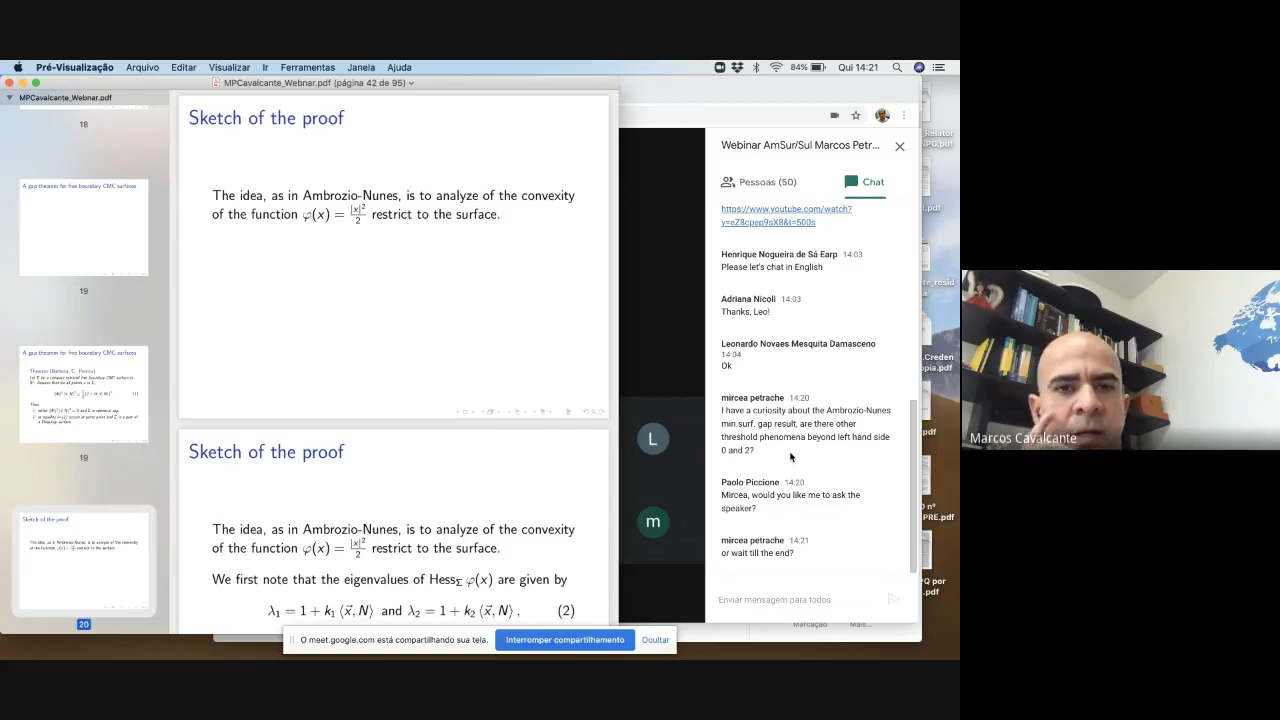 Pré-Visualização Arquivo Editar Visualizar Ir Ferramentas Janela Ajuda
84% Qui 14:21
MPCavalcante_Webnar.pdf (página 42 de 95)
MPCavalcante_Webnar.pdf
18
A gap theorem for free boundary CMC surfaces
19
A gap theorem for free boundary CMC surfaces
19
Sketch of the proof
20
Sketch of the proof
The idea, as in Ambrozio-Nunes, is to analyze of the convexity
of the function φ(x) = |x|²/2 restrict to the surface.
Sketch of the proof
The idea, as in Ambrozio-Nunes, is to analyze of the convexity
of the function φ(x) = |x|²/2 restrict to the surface.
We first note that the eigenvalues of Hess_Σ φ(x) are given by
λ₁ = 1 + k₁ ⟨x⃗, N⟩ and λ₂ = 1 + k₂ ⟨x⃗, N⟩ , (2)
Webinar AmSur/Sul Marcos Petr...
Pessoas (50)
Chat
https://www.youtube.com/watch?
v=eZ8cpep9sX8&t=500s
Henrique Nogueira de Sá Earp 14:03
Please let's chat in English
Adriana Nicoli 14:03
Thanks, Leo!
Leonardo Novaes Mesquita Damasceno
14:04
Ok
mircea petrache 14:20
I have a curiosity about the Ambrozio-Nunes
min.surf. gap result, are there other
threshold phenomena beyond left hand side
0 and 2?
Paolo Piccione 14:20
Mircea, would you like me to ask the
speaker?
mircea petrache 14:21
or wait till the end?
Enviar mensagem para todos
L
m
O meet.google.com está compartilhando sua tela.
Interromper compartilhamento
Ocultar
Marcação Mais...
Marcos Cavalcante